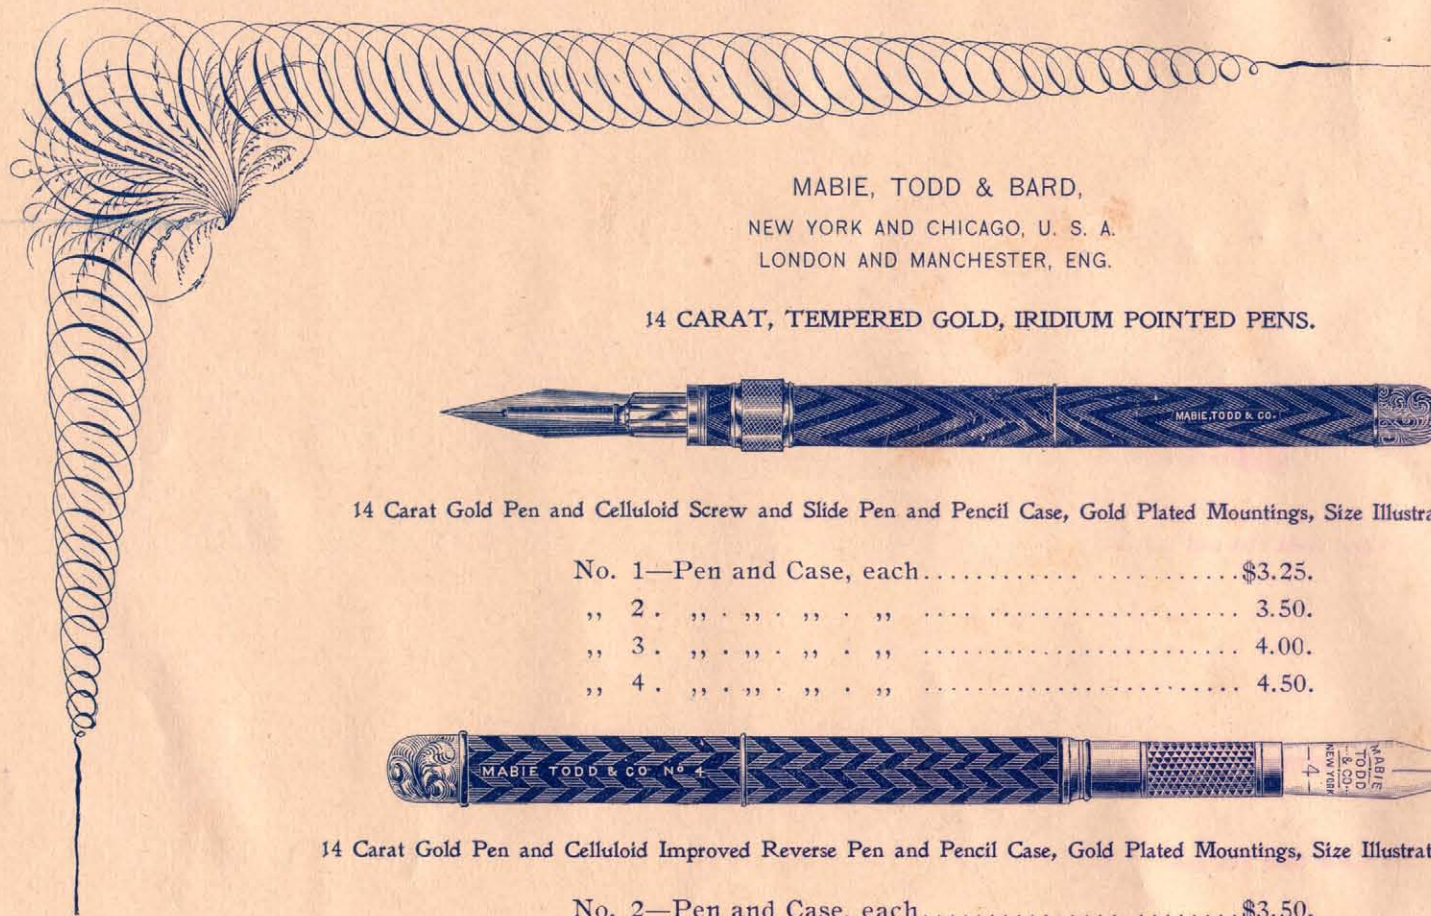 MABIE, TODD & BARD,
NEW YORK AND CHICAGO, U. S. A.
LONDON AND MANCHESTER, ENG.
14 CARAT, TEMPERED GOLD, IRIDIUM POINTED PENS.
MABIE, TODD & CO.
14 Carat Gold Pen and Celluloid Screw and Slide Pen and Pencil Case, Gold Plated Mountings, Size Illustra
No. 1—Pen and Case, each............. ............$3.25.
,, 2 . ,, . ,, . ,, . ,, .... ...................... 3.50.
,, 3 . ,, . ,, . ,, . ,, ............................ 4.00.
,, 4 . ,, . ,, . ,, . ,, ............................ 4.50.
MABIE TODD & CO No 4
MABIE
TODD
& CO.
NEW YORK
—4—
14 Carat Gold Pen and Celluloid Improved Reverse Pen and Pencil Case, Gold Plated Mountings, Size Illustrat
No. 2—Pen and Case, each............................$3.50.